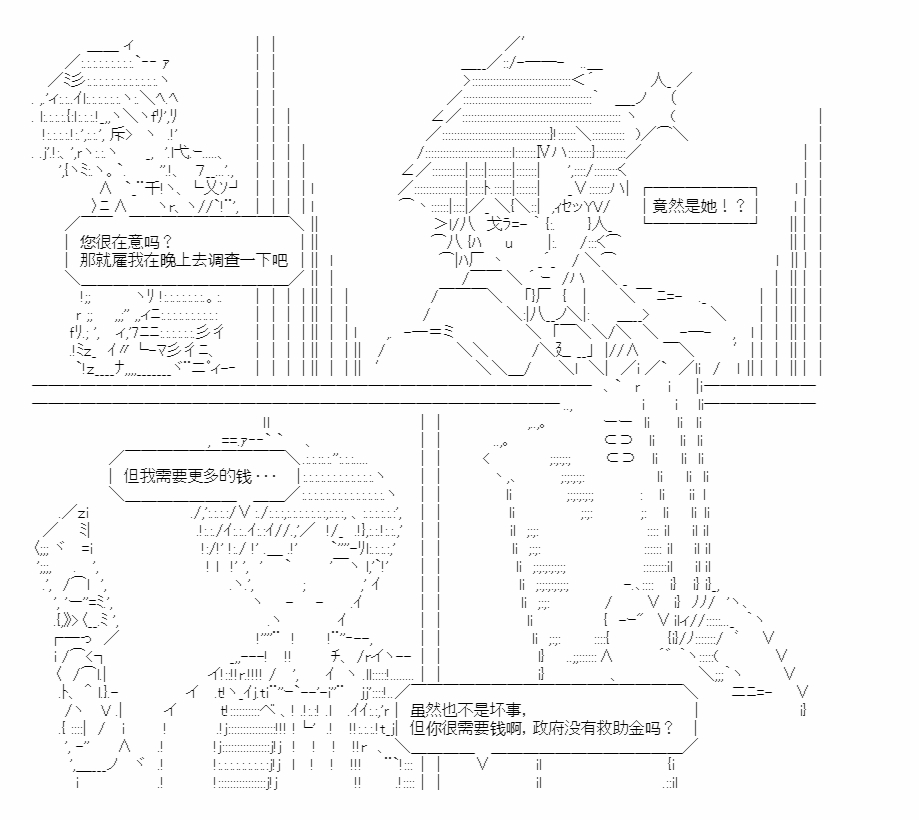 竟然是她！？
您很在意吗？
那就雇我在晚上去调查一下吧
但我需要更多的钱···
虽然也不是坏事，
但你很需要钱啊，政府没有救助金吗？